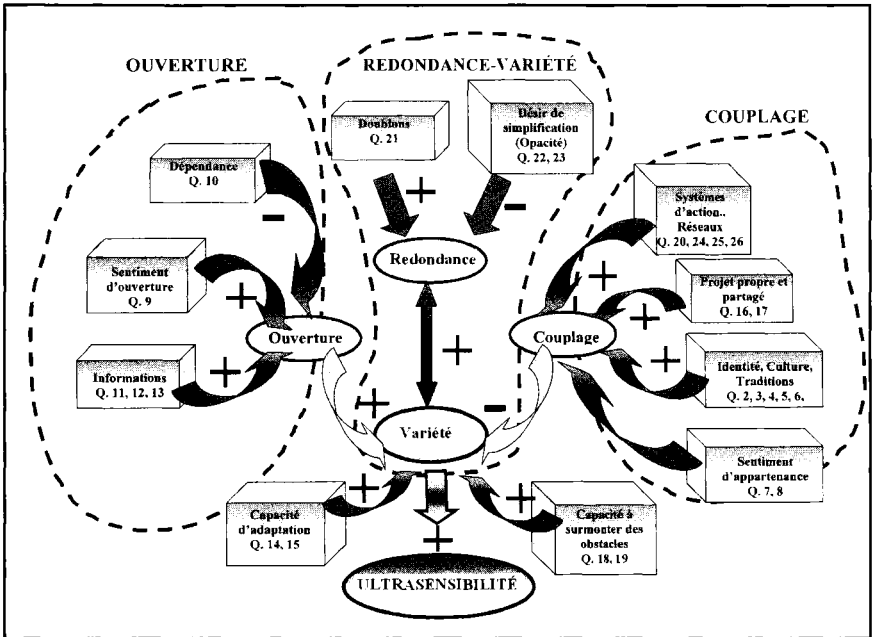 OUVERTURE
REDONDANCE-VARIÉTÉ
COUPLAGE
Doublons
Q. 21
Désir de
simplification
(Opacité)
Q. 22, 23
Dépendance
Q. 10
−
+
−
Systèmes
d'action..
Réseaux
Q. 20, 24, 25, 26
Redondance
Sentiment
d'ouverture
Q. 9
+
+
Projet propre et
partagé
Q. 16, 17
+
+
Ouverture
+
Couplage
Informations
Q. 11, 12, 13
+
+
Identité, Culture,
Traditions
Q. 2, 3, 4, 5, 6,
+
−
Variété
Sentiment
d'appartenance
Q. 7, 8
Capacité
d'adaptation
Q. 14, 15
+
+
Capacité à
surmonter des
obstacles
Q. 18, 19
+
ULTRASENSIBILITÉ